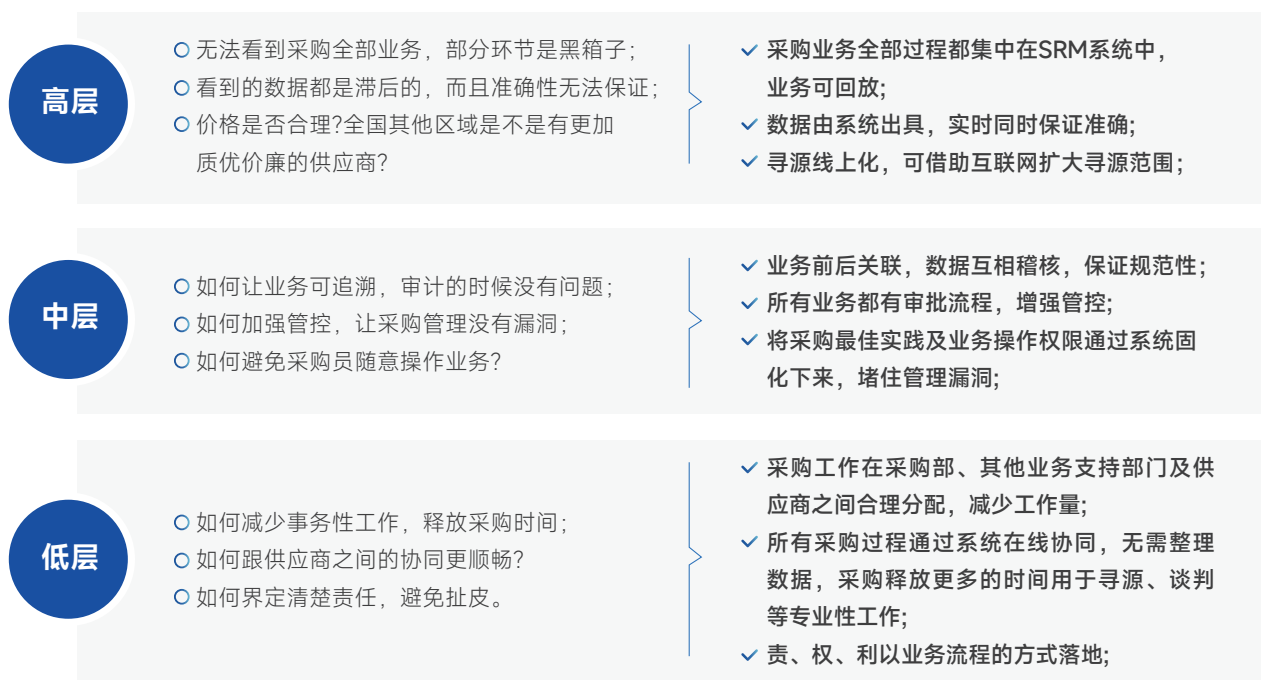 高层
无法看到采购全部业务，部分环节是黑箱子；
看到的数据都是滞后的，而且准确性无法保证；
价格是否合理?全国其他区域是不是有更加
质优价廉的供应商?
采购业务全部过程都集中在SRM系统中，
业务可回放;
数据由系统出具，实时同时保证准确;
寻源线上化，可借助互联网扩大寻源范围；
中层
如何让业务可追溯，审计的时候没有问题；
如何加强管控，让采购管理没有漏洞；
如何避免采购员随意操作业务?
业务前后关联，数据互相稽核，保证规范性；
所有业务都有审批流程，增强管控;
将采购最佳实践及业务操作权限通过系统固
化下来，堵住管理漏洞;
低层
如何减少事务性工作，释放采购时间；
如何跟供应商之间的协同更顺畅?
如何界定清楚责任，避免扯皮。
采购工作在采购部、其他业务支持部门及供
应商之间合理分配，减少工作量;
所有采购过程通过系统在线协同，无需整理
数据，采购释放更多的时间用于寻源、谈判
等专业性工作;
责、权、利以业务流程的方式落地;